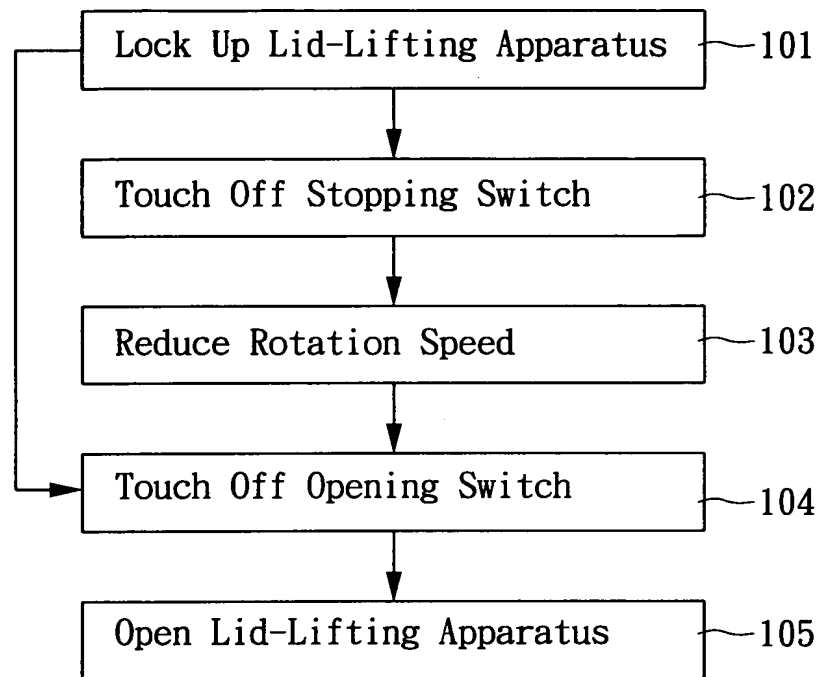 Lock Up Lid-Lifting Apparatus 101
Touch Off Stopping Switch 102
Reduce Rotation Speed 103
Touch Off Opening Switch 104
Open Lid-Lifting Apparatus 105